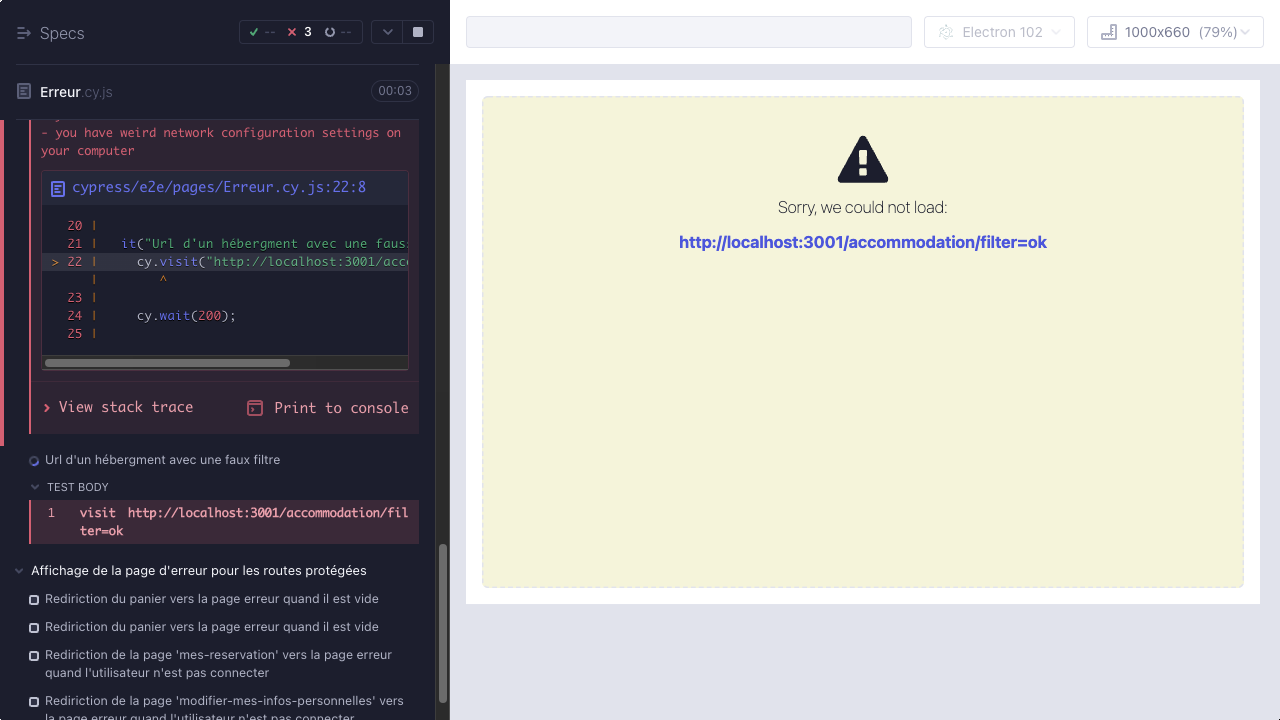 Specs
-- 3 --
Electron 102
1000x660 (79%)
Erreur.cy.js
00:03
- you have weird network configuration settings on
your computer
cypress/e2e/pages/Erreur.cy.js:22:8
20 |
21 | it("Url d'un hébergment avec une faus
> 22 | cy.visit("http://localhost:3001/acco
| ^
23 |
24 | cy.wait(200);
25 |
View stack trace
Print to console
Url d'un hébergment avec une faux filtre
TEST BODY
1 visit http://localhost:3001/accommodation/fil
ter=ok
Affichage de la page d'erreur pour les routes protégées
Rediriction du panier vers la page erreur quand il est vide
Rediriction du panier vers la page erreur quand il est vide
Rediriction de la page 'mes-reservation' vers la page erreur
quand l'utilisateur n'est pas connecter
Rediriction de la page 'modifier-mes-infos-personnelles' vers
la page erreur quand l'utilisateur n'est pas connecter
Sorry, we could not load:
http://localhost:3001/accommodation/filter=ok